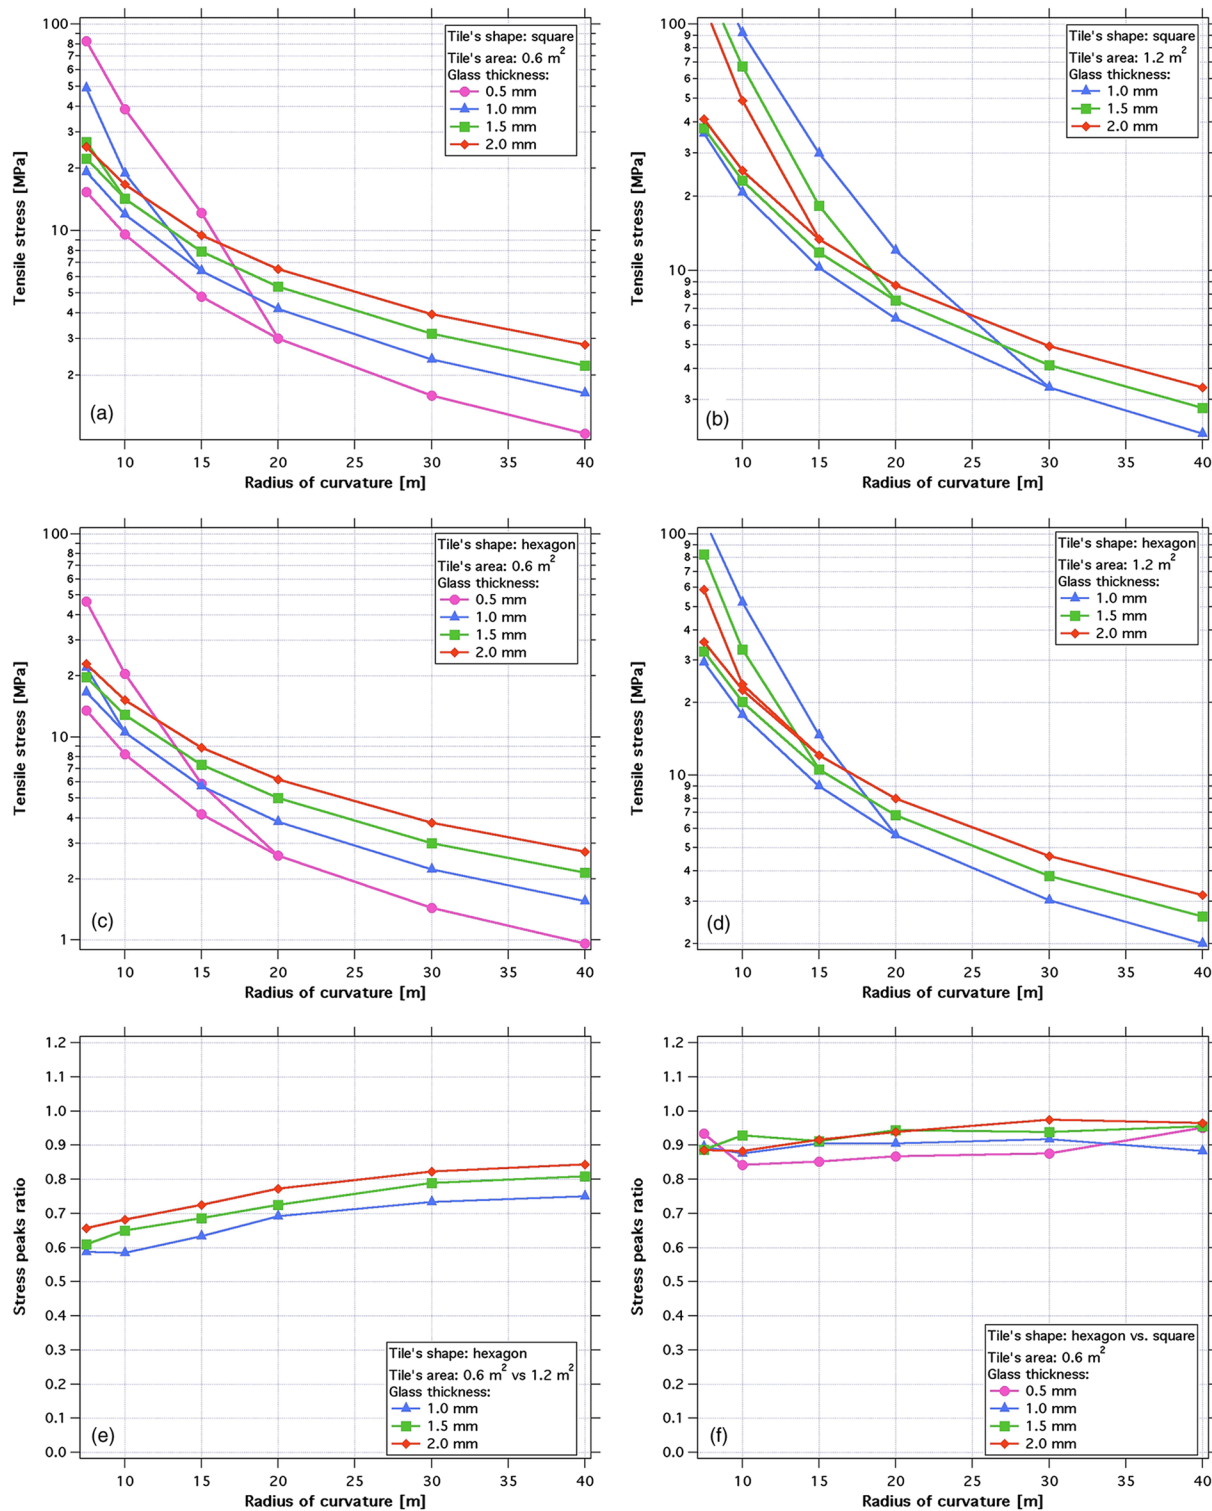 100
9
8
7
6
5
4
3
2
10
9
8
7
6
5
4
3
2
Tensile stress [MPa]
Tile's shape: square
Tile's area: 0.6 m²
Glass thickness:
0.5 mm
1.0 mm
1.5 mm
2.0 mm
(a)
10 15 20 25 30 35 40
Radius of curvature [m]
100
9
8
7
6
5
4
3
2
10
9
8
7
6
5
4
3
Tensile stress [MPa]
Tile's shape: square
Tile's area: 1.2 m²
Glass thickness:
1.0 mm
1.5 mm
2.0 mm
(b)
10 15 20 25 30 35 40
Radius of curvature [m]
100
8
7
6
5
4
3
2
10
8
7
6
5
4
3
2
1
Tensile stress [MPa]
Tile's shape: hexagon
Tile's area: 0.6 m²
Glass thickness:
0.5 mm
1.0 mm
1.5 mm
2.0 mm
(c)
10 15 20 25 30 35 40
Radius of curvature [m]
100
9
8
7
6
5
4
3
2
10
9
8
7
6
5
4
3
2
Tensile stress [MPa]
Tile's shape: hexagon
Tile's area: 1.2 m²
Glass thickness:
1.0 mm
1.5 mm
2.0 mm
(d)
10 15 20 25 30 35 40
Radius of curvature [m]
1.2
1.1
1.0
0.9
0.8
0.7
0.6
0.5
0.4
0.3
0.2
0.1
0.0
Stress peaks ratio
Tile's shape: hexagon
Tile's area: 0.6 m² vs 1.2 m²
Glass thickness:
1.0 mm
1.5 mm
2.0 mm
(e)
10 15 20 25 30 35 40
Radius of curvature [m]
1.2
1.1
1.0
0.9
0.8
0.7
0.6
0.5
0.4
0.3
0.2
0.1
0.0
Stress peaks ratio
Tile's shape: hexagon vs. square
Tile's area: 0.6 m²
Glass thickness:
0.5 mm
1.0 mm
1.5 mm
2.0 mm
(f)
10 15 20 25 30 35 40
Radius of curvature [m]